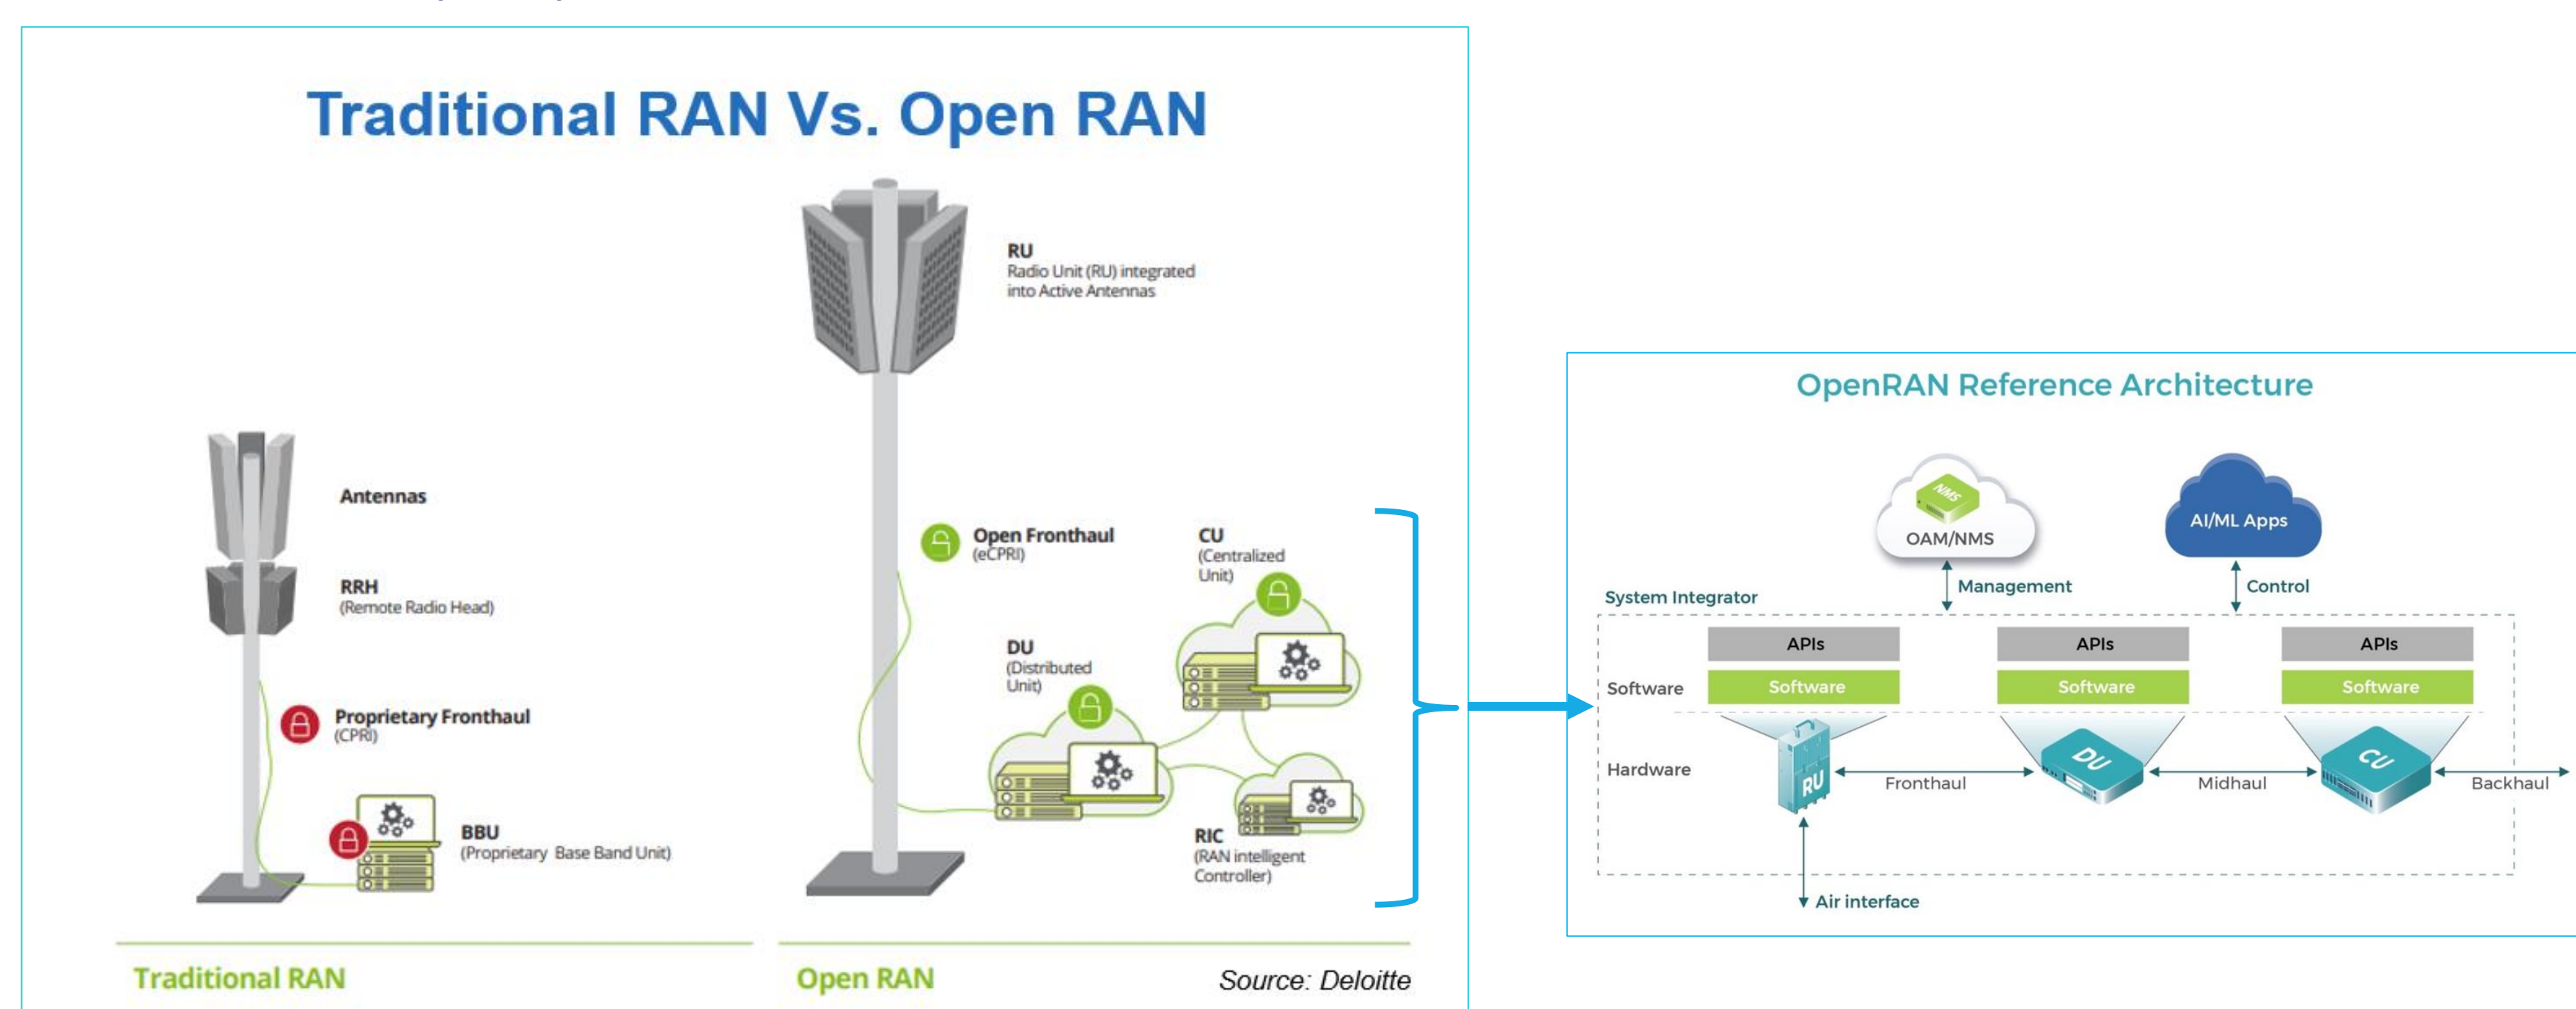 Traditional RAN Vs. Open RAN
RU
Radio Unit (RU) integrated
into Active Antennas
Antennas
RRH
(Remote Radio Head)
Proprietary Fronthaul
(CPRI)
BBU
(Proprietary Base Band Unit)
Open Fronthaul
(eCPRI)
CU
(Centralized
Unit)
DU
(Distributed
Unit)
RIC
(RAN intelligent
Controller)
Traditional RAN
Open RAN
Source: Deloitte
OpenRAN Reference Architecture
NMS
OAM/NMS
AI/ML Apps
Management
Control
System Integrator
APIs
APIs
APIs
Software
Software
Software
Software
Hardware
RU
Fronthaul
DU
Midhaul
CU
Backhaul
Air interface